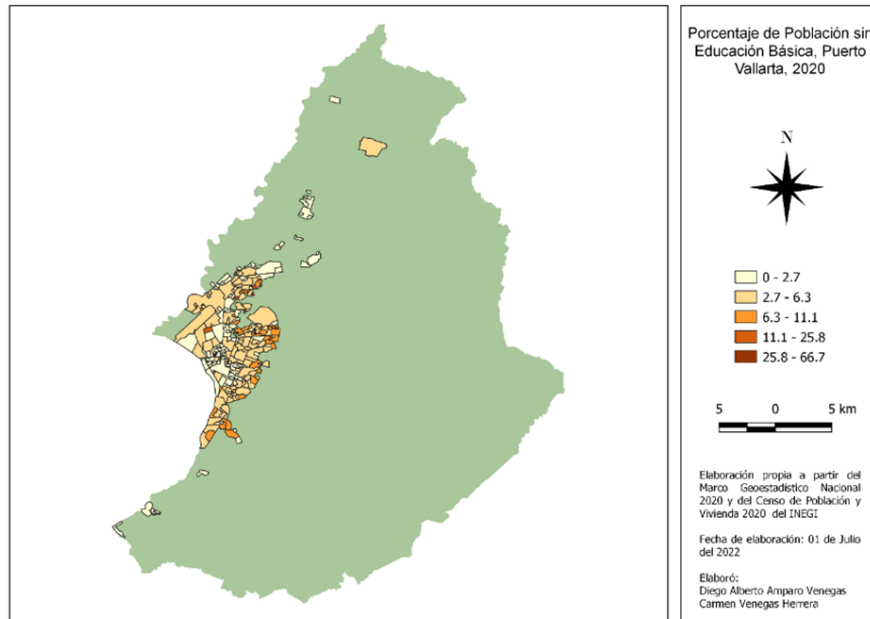 Porcentaje de Población sin
Educación Básica, Puerto
Vallarta, 2020
N
0 - 2.7
2.7 - 6.3
6.3 - 11.1
11.1 - 25.8
25.8 - 66.7
5 0 5 km
Elaboración propia a partir del
Marco Geoestadístico Nacional
2020 y del Censo de Población y
Vivienda 2020 del INEGI
Fecha de elaboración: 01 de Julio
del 2022
Elaboró:
Diego Alberto Amparo Venegas
Carmen Venegas Herrera